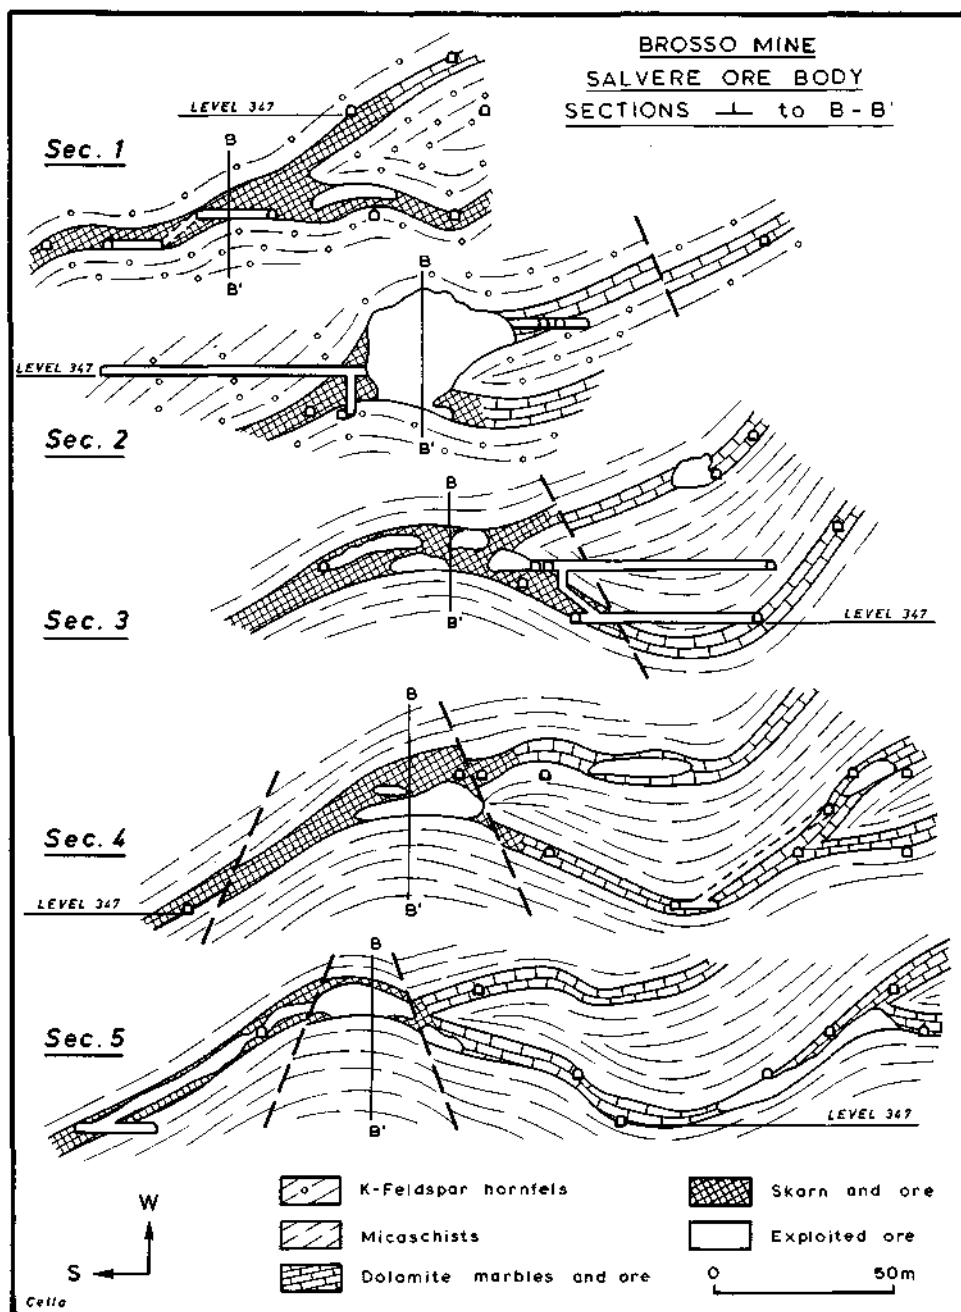 BROSSO MINE
SALVERE ORE BODY
SECTIONS ⊥ to B-B'
LEVEL 347
Sec. 1
B
B'
B
LEVEL 347
Sec. 2
B'
B
Sec. 3
B'
LEVEL 347
B
Sec. 4
LEVEL 347
B'
B
Sec. 5
B'
LEVEL 347
K-Feldspar hornfels
Skarn and ore
W
Micaschists
Exploited ore
S
Dolomite marbles and ore
0 50m
Cella